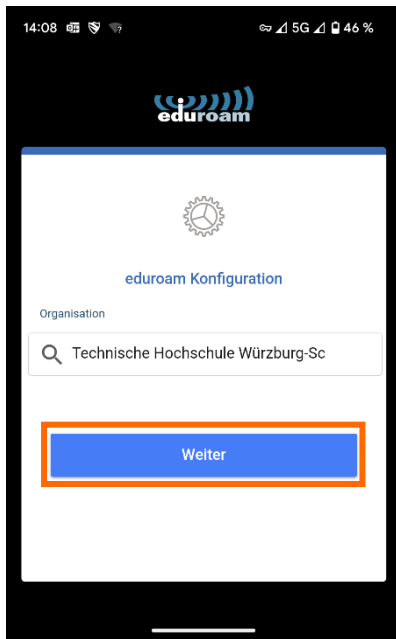 14:08 5G 46 %
eduroam
eduroam Konfiguration
Organisation
Technische Hochschule Würzburg-Sc
Weiter